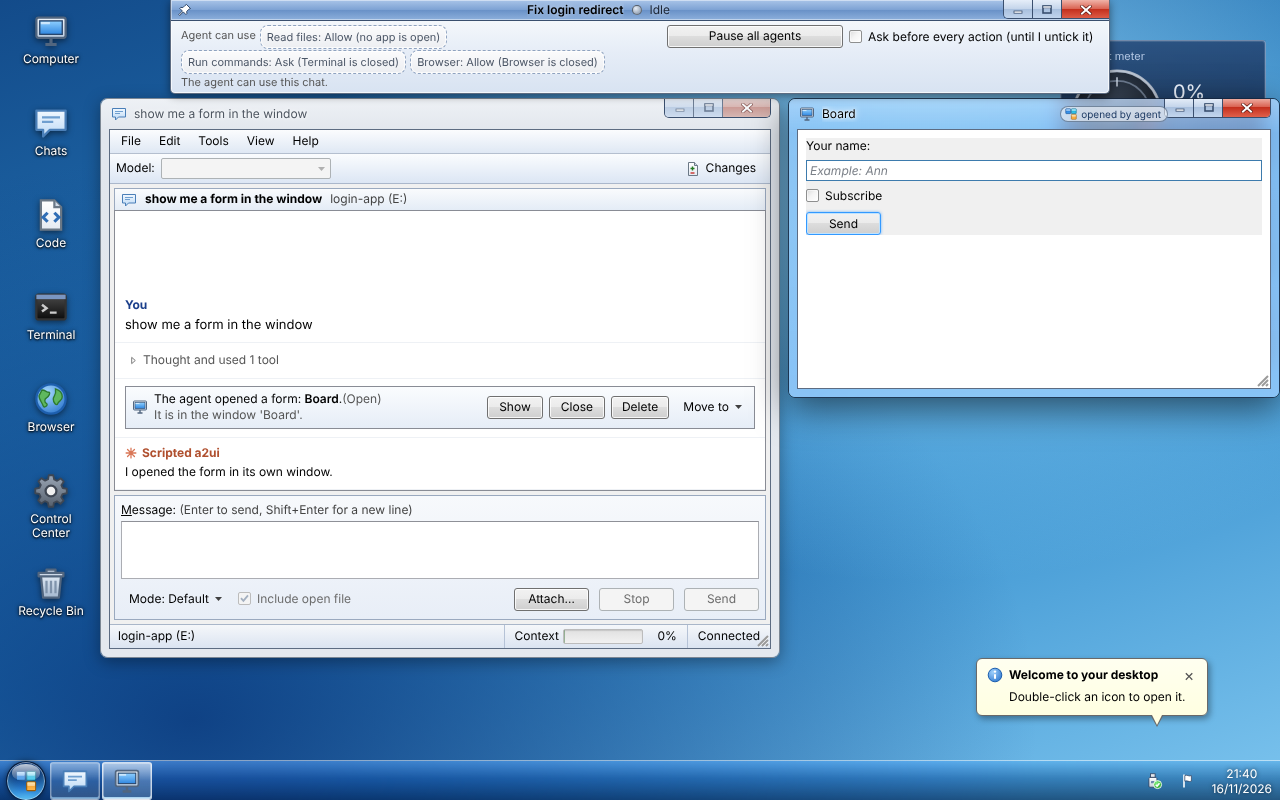 Fix login redirect Idle
Agent can use Read files: Allow (no app is open)
Pause all agents
Ask before every action (until I untick it)
Run commands: Ask (Terminal is closed) Browser: Allow (Browser is closed)
The agent can use this chat.
meter
0%
Computer
Chats
Code
Terminal
Browser
Control
Center
Recycle Bin
show me a form in the window
File Edit Tools View Help
Model:
Changes
show me a form in the window login-app (E:)
You
show me a form in the window
Thought and used 1 tool
The agent opened a form: Board.(Open)
It is in the window 'Board'.
Show Close Delete Move to
Scripted a2ui
I opened the form in its own window.
Message: (Enter to send, Shift+Enter for a new line)
Mode: Default Include open file Attach... Stop Send
login-app (E:) Context 0% Connected
Board opened by agent
Your name:
Example: Ann
Subscribe
Send
Welcome to your desktop
Double-click an icon to open it.
21:40
16/11/2026